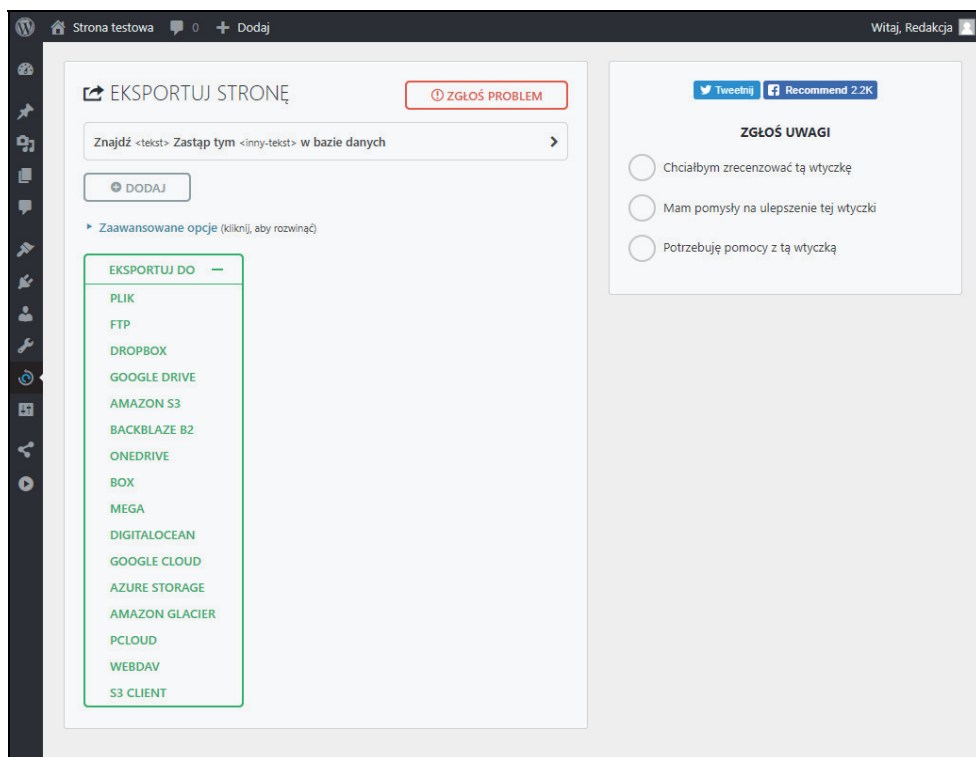 Strona testowa 0 + Dodaj Witaj, Redakcja
EKSPORTUJ STRONĘ
ZGŁOŚ PROBLEM
Znajdź <tekst> Zastąp tym <inny-tekst> w bazie danych
DODAJ
Zaawansowane opcje (kliknij, aby rozwinąć)
EKSPORTUJ DO —
PLIK
FTP
DROPBOX
GOOGLE DRIVE
AMAZON S3
BACKBLAZE B2
ONEDRIVE
BOX
MEGA
DIGITALOCEAN
GOOGLE CLOUD
AZURE STORAGE
AMAZON GLACIER
PCLOUD
WEBDAV
S3 CLIENT
Tweetnij Recommend 2.2K
ZGŁOŚ UWAGI
Chciałbym zrecenzować tą wtyczkę
Mam pomysły na ulepszenie tej wtyczki
Potrzebuję pomocy z tą wtyczką